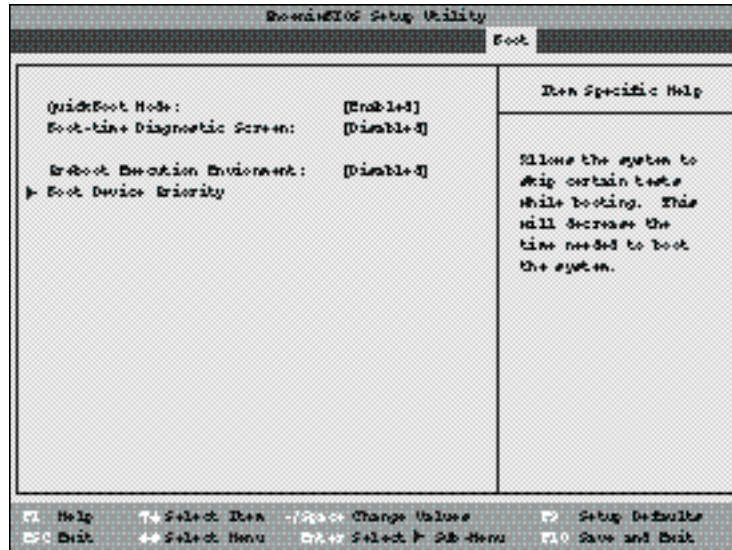 PhoenixBIOS Setup Utility
Boot
QuickBoot Mode: [Enabled]
Boot-time Diagnostic Screen: [Disabled]
Preboot Execution Envionment: [Disabled]
Boot Device Priority
Item Specific Help
Allows the system to
skip certain tests
while booting. This
will decrease the
time needed to boot
the system.
F1 Help ↑↓ Select Item -/Space Change Values F9 Setup Defaults
ESC Exit ↔ Select Menu Enter Select ▶ Sub-Menu F10 Save and Exit